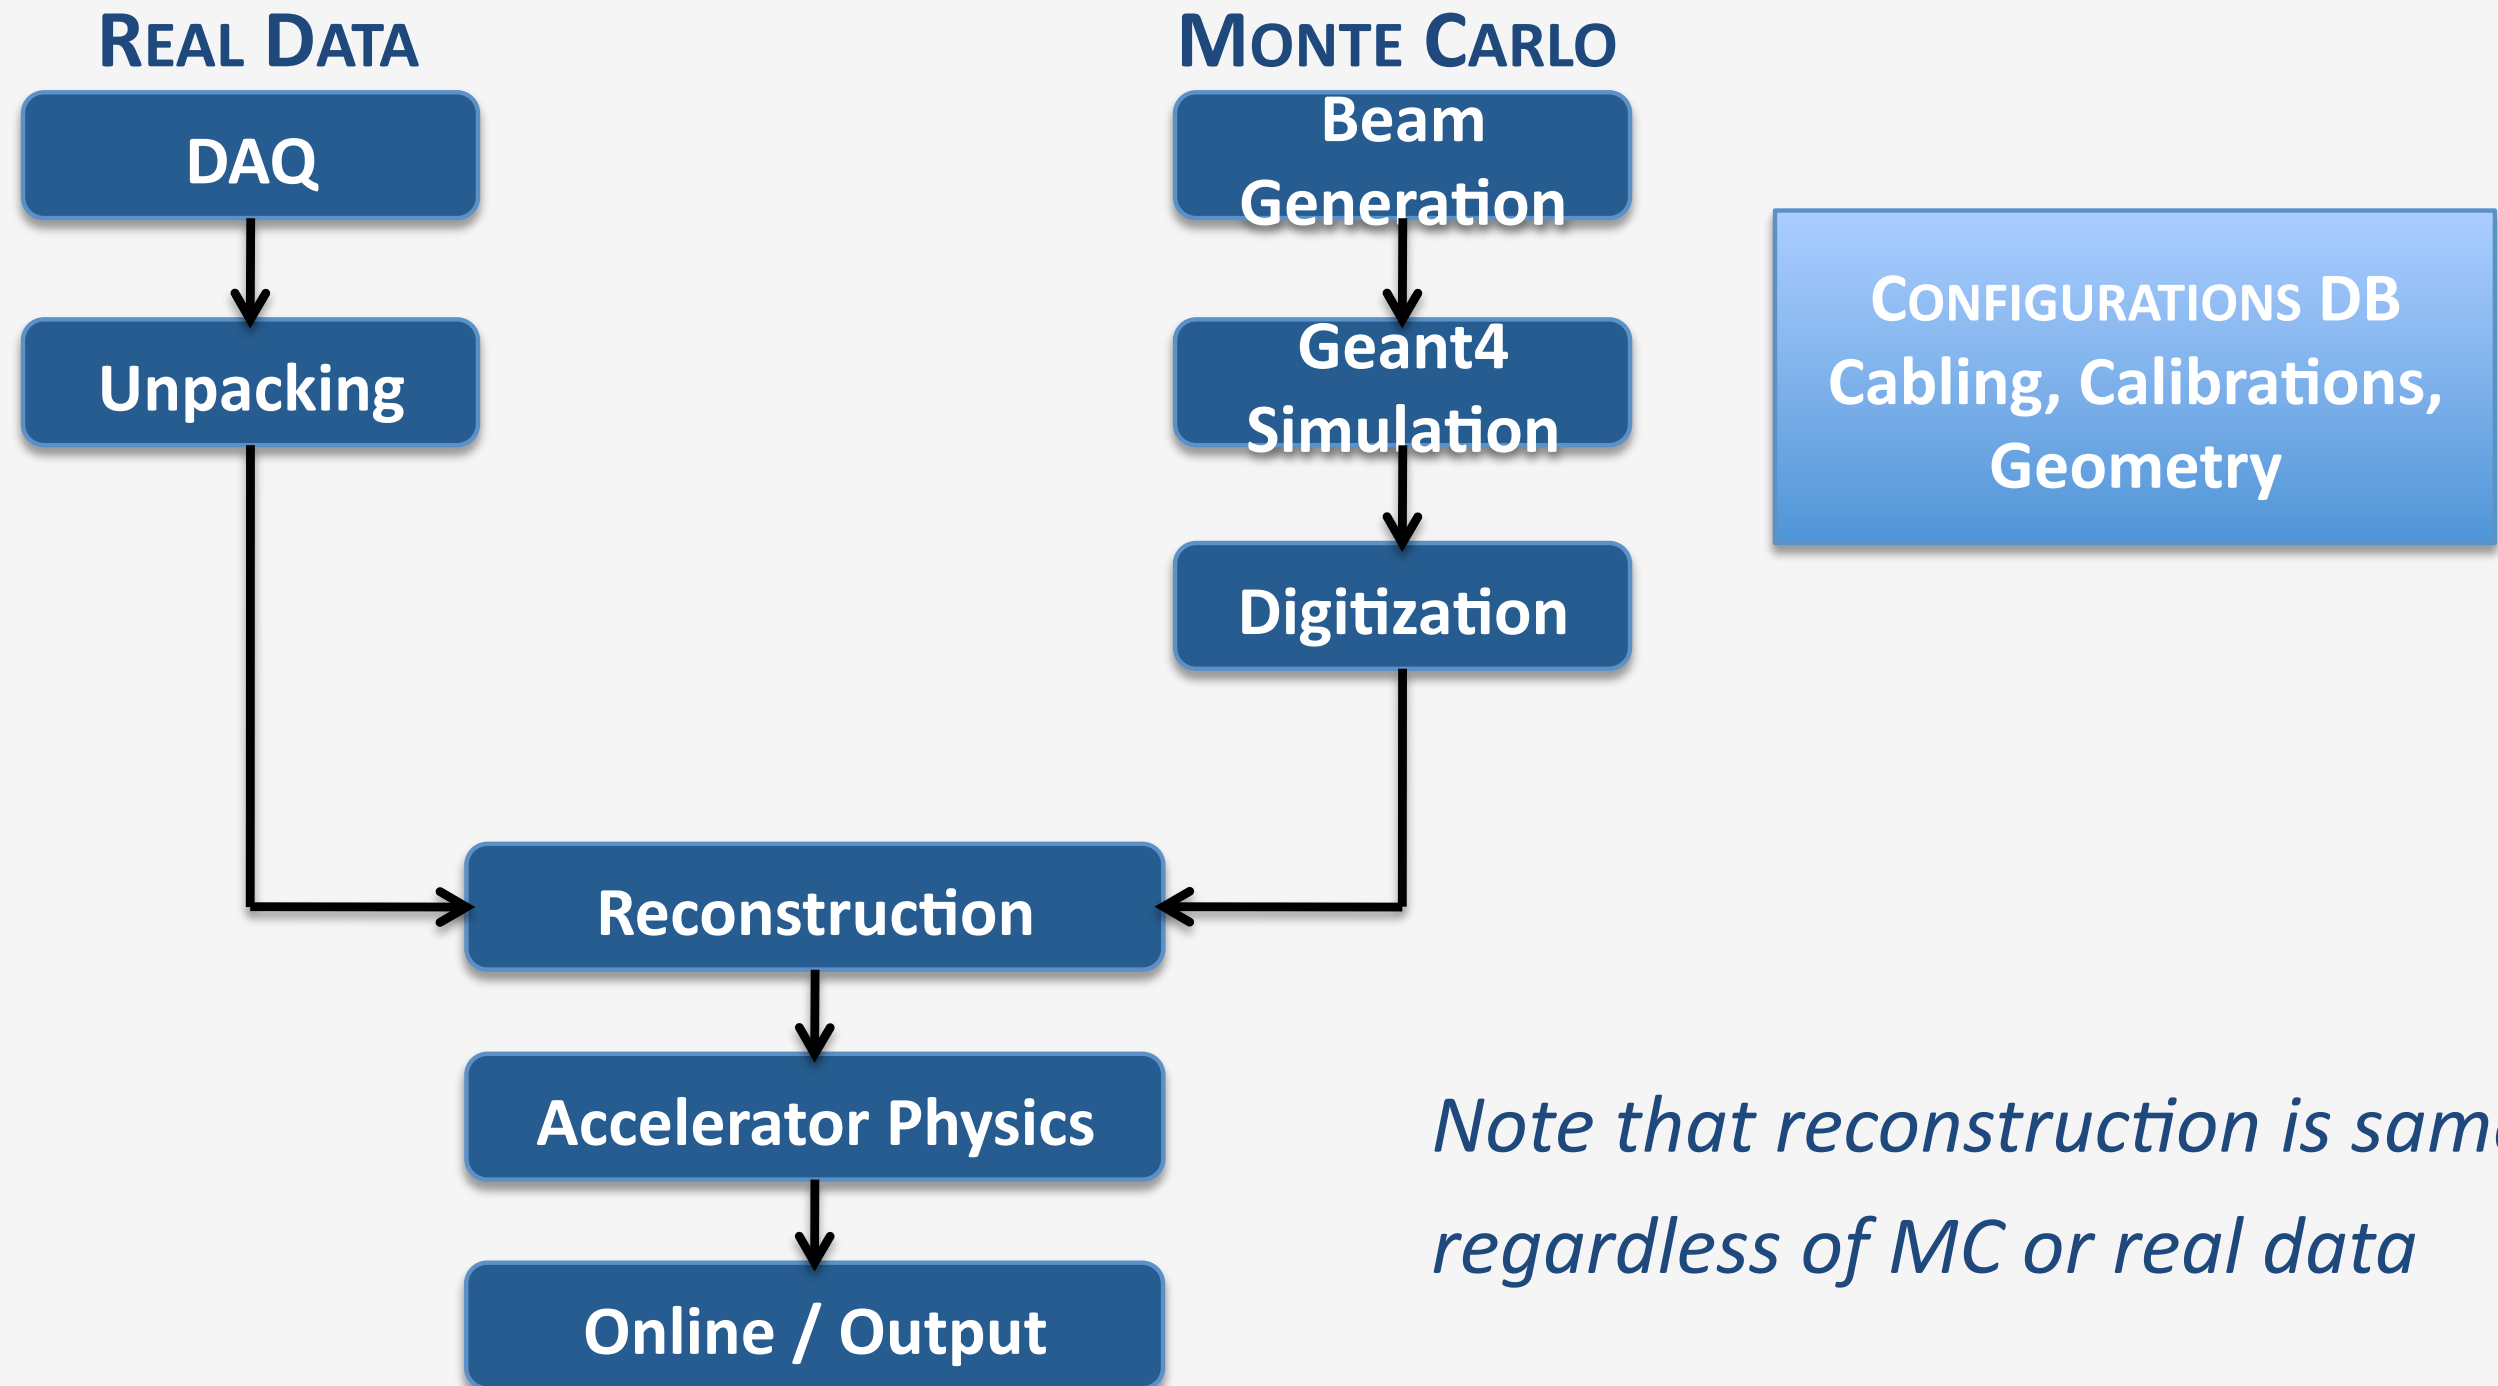 REAL DATA
DAQ
Unpacking
MONTE CARLO
Beam
Generation
Geant4
Simulation
Digitization
CONFIGURATIONS DB
Cabling, Calibrations,
Geometry
Reconstruction
Accelerator Physics
Online / Output
Note that reconstruction is same
regardless of MC or real data